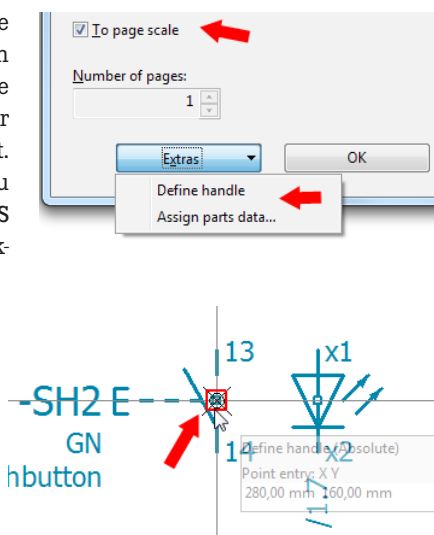 e
n
e
r
t.
u
S
k-
To page scale
Number of pages:
1
Extras
OK
Define handle
Assign parts data...
13
x1
-SH2 E
GN
hbutton
14
x2
Define handle (Absolute)
Point entry: X Y
280,00 mm 160,00 mm